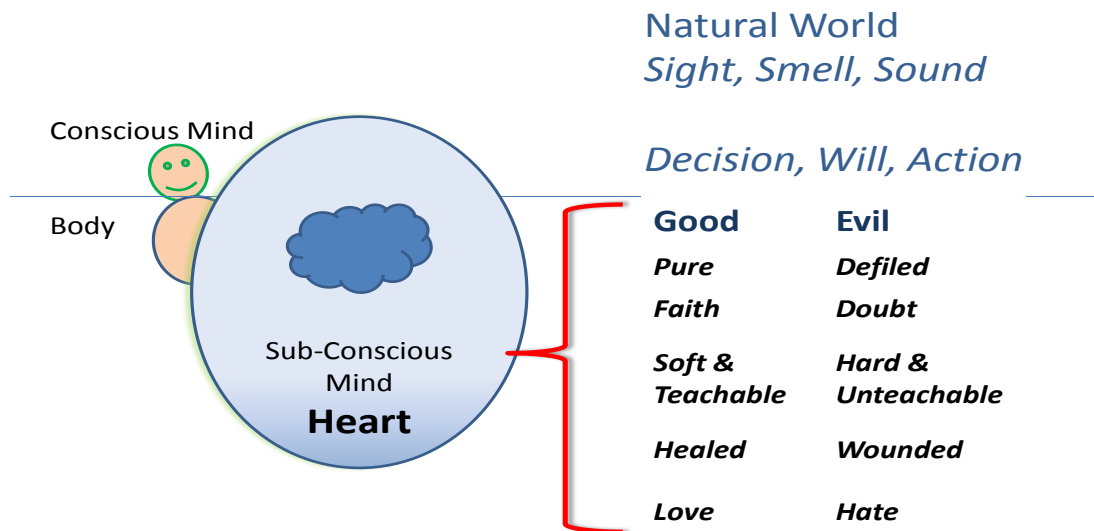 Natural World
Sight, Smell, Sound
Conscious Mind
Decision, Will, Action
Body
Good Evil
Pure Defiled
Faith Doubt
Soft & Hard &
Teachable Unteachable
Sub-Conscious
Mind
Heart
Healed Wounded
Love Hate